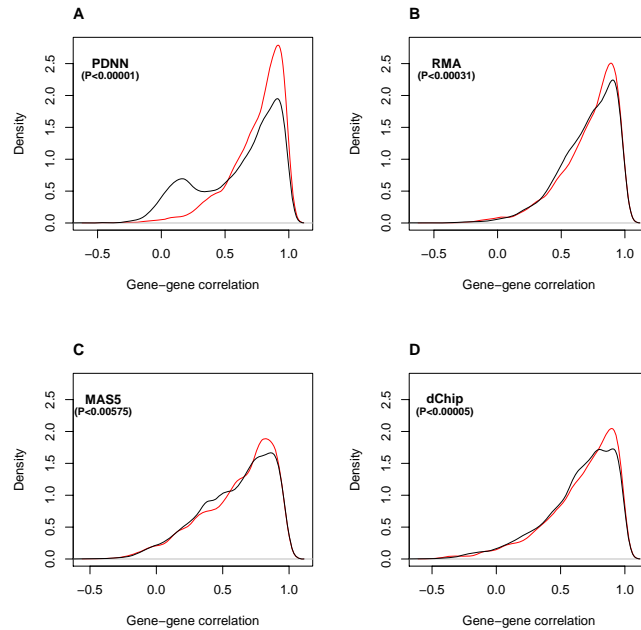 A
PDNN
(P<0.00001)
Density
0.0 0.5 1.0 1.5 2.0 2.5
−0.5 0.0 0.5 1.0
Gene−gene correlation
B
RMA
(P<0.00031)
Density
0.0 0.5 1.0 1.5 2.0 2.5
−0.5 0.0 0.5 1.0
Gene−gene correlation
C
MAS5
(P<0.00575)
Density
0.0 0.5 1.0 1.5 2.0 2.5
−0.5 0.0 0.5 1.0
Gene−gene correlation
D
dChip
(P<0.00005)
Density
0.0 0.5 1.0 1.5 2.0 2.5
−0.5 0.0 0.5 1.0
Gene−gene correlation